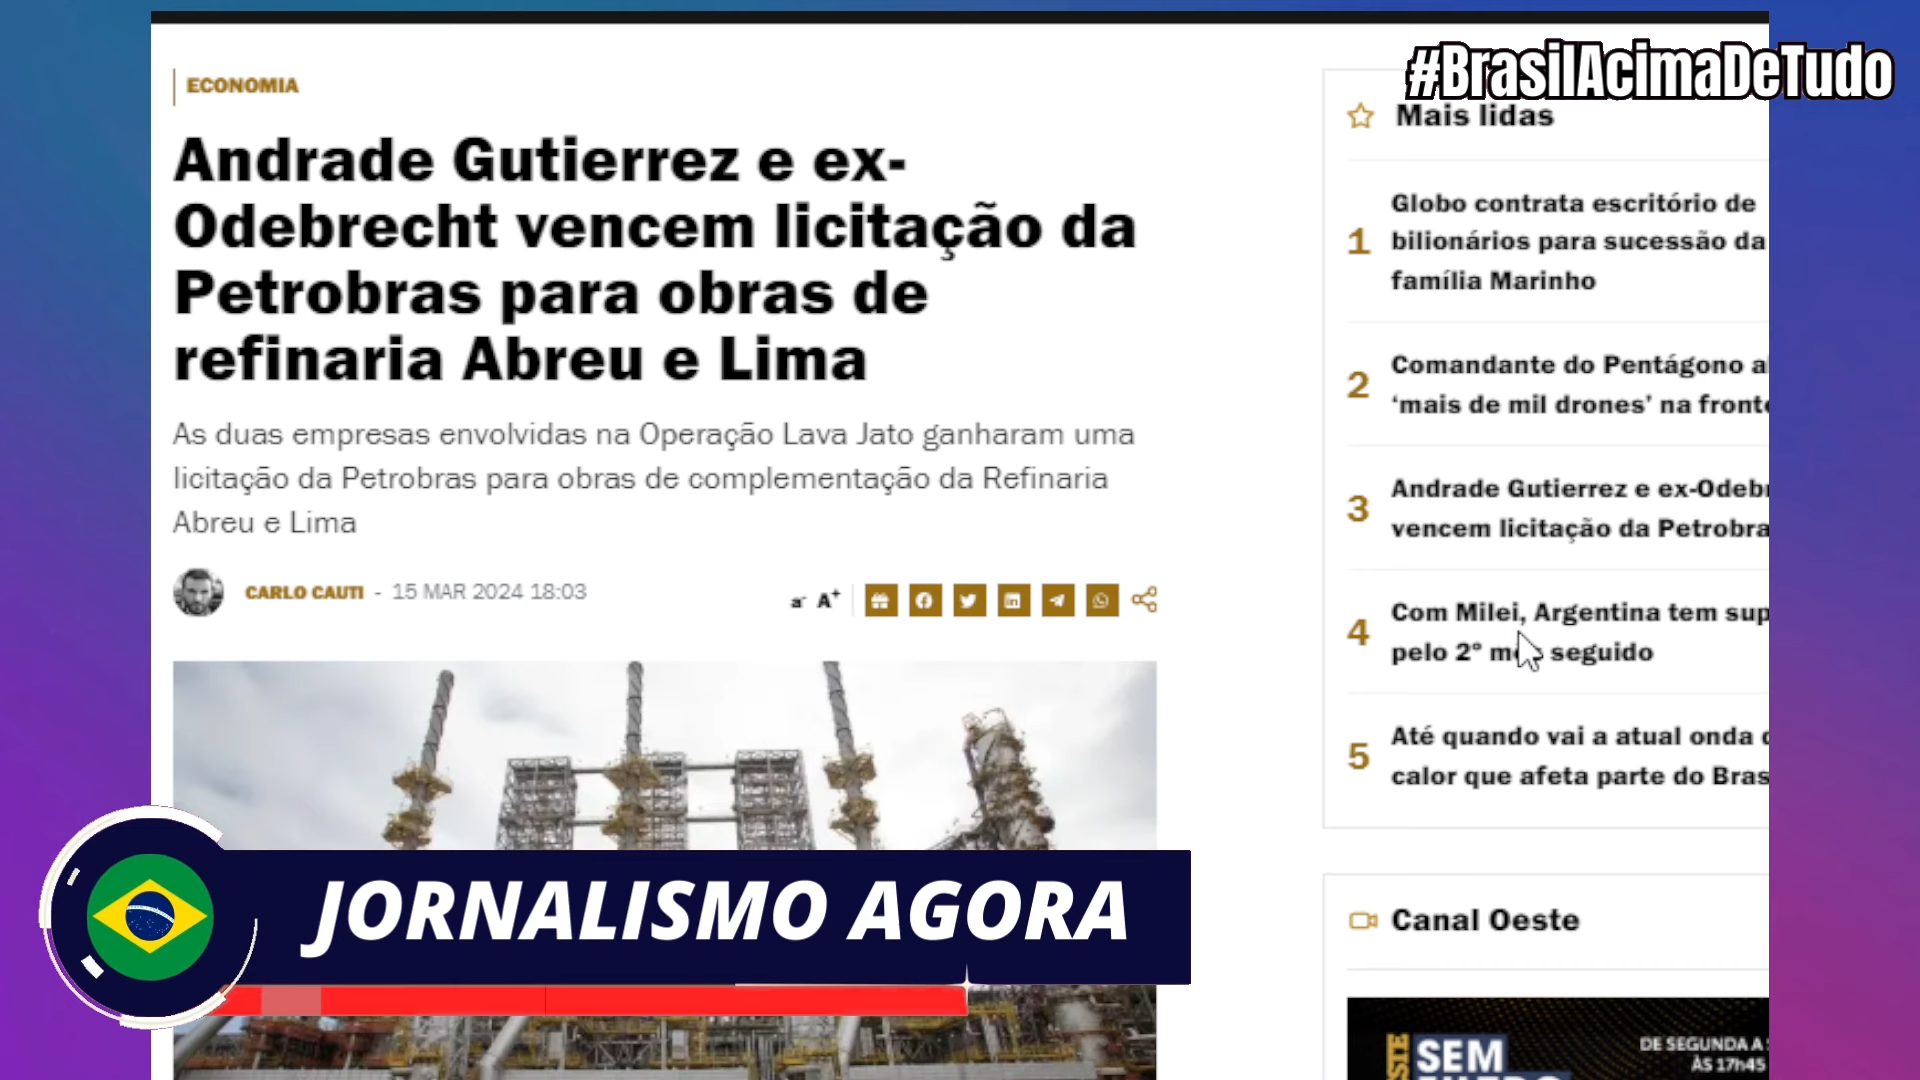 #BrasilAcimaDeTudo
ECONOMIA
Andrade Gutierrez e ex-
Odebrecht vencem licitação da
Petrobras para obras de
refinaria Abreu e Lima
As duas empresas envolvidas na Operação Lava Jato ganharam uma
licitação da Petrobras para obras de complementação da Refinaria
Abreu e Lima
CARLO CAUTI - 15 MAR 2024 18:03
a- A+
Mais lidas
1
Globo contrata escritório de
bilionários para sucessão da
família Marinho
2
Comandante do Pentágono
‘mais de mil drones’ na
3
Andrade Gutierrez e
vencem licitação da
4
Com Milei, Argentina tem
pelo 2º seguido
5
Até quando vai a atual onda
calor que afeta parte do
Canal Oeste
SEM
DE SEGUNDA A
ÀS 17h45
JORNALISMO AGORA